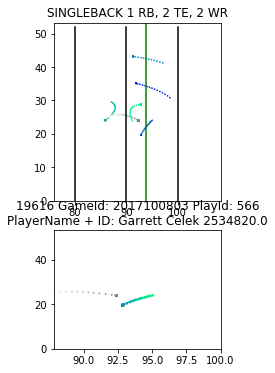 SINGLEBACK 1 RB, 2 TE, 2 WR
50
40
30
20
10
0
80 90 100
19616 GameId: 2017100803 PlayId: 566
PlayerName + ID: Garrett Celek 2534820.0
40
20
0
90.0 92.5 95.0 97.5 100.0